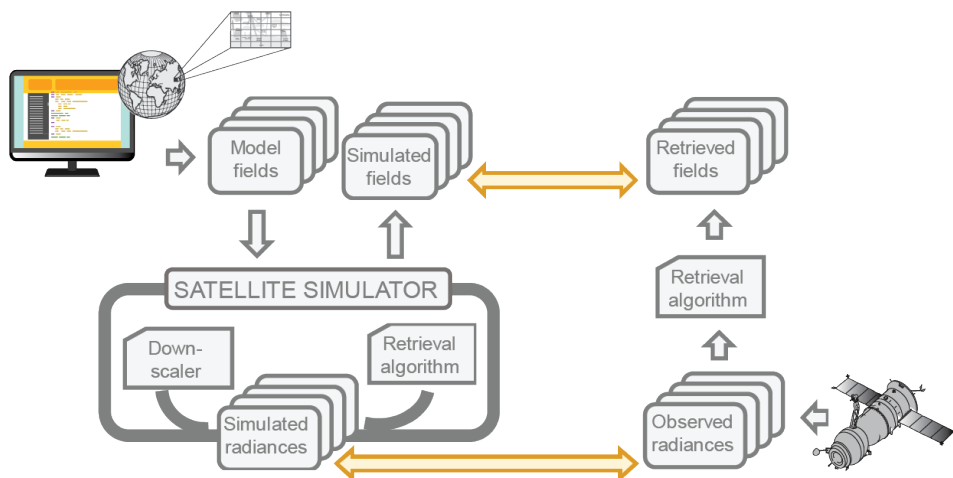 Model
fields
Simulated
fields
Retrieved
fields
SATELLITE SIMULATOR
Retrieval
algorithm
Down-
scaler
Retrieval
algorithm
Simulated
radiances
Observed
radiances